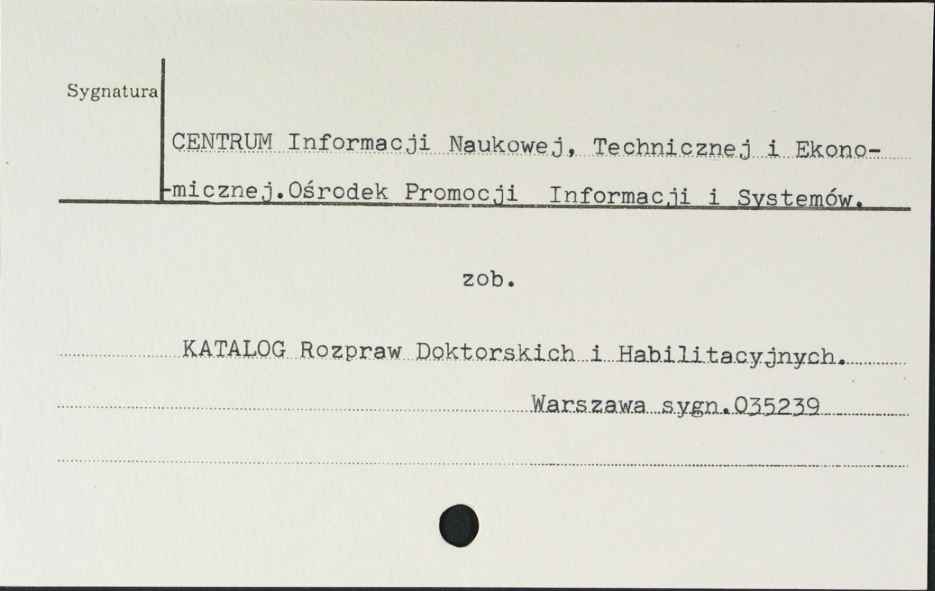 Sygnatura
CENTRUM Informacji Naukowej, Technicznej i Ekono-
-micznej.Ośrodek Promocji Informacji i Systemów.
zob.
KATALOG Rozpraw Doktorskich i Habilitacyjnych.
Warszawa sygn.035239